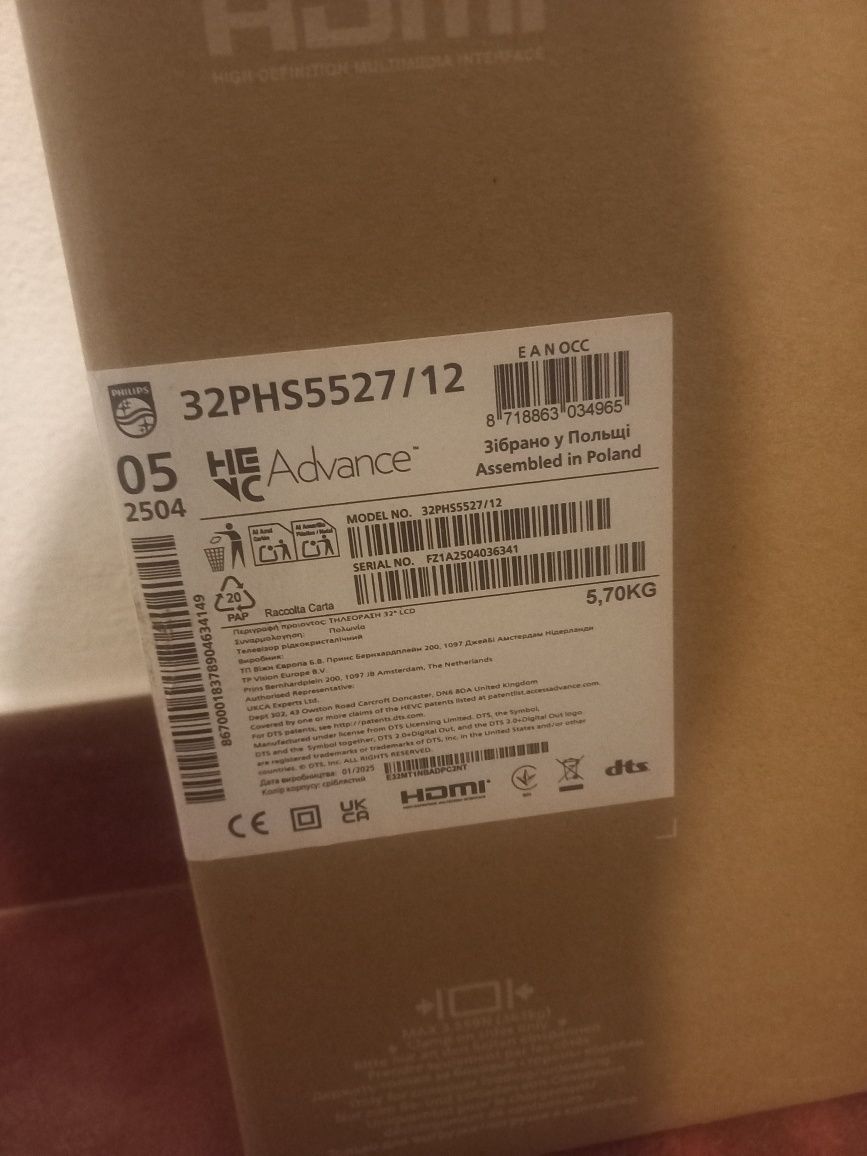 HDMI
HIGH-DEFINITION MULTIMEDIA INTERFACE
PHILIPS
32PHS5527/12
EAN OCC
8 718863 034965
05
2504
HEVC Advance™
Зібрано у Польщі
Assembled in Poland
MODEL NO. 32PHS5527/12
SERIAL NO. FZ1A2504036341
20
PAP
Raccolta Carta
5,70KG
867000183789046341 49
Περιγραφή προϊόντος: ΤΗΛΕΟΡΑΣΗ 32" LCD
Συναρμολόγηση: Πολωνία
Телевізор рідкокристалічний
Виробник:
ТП Віжн Європа Б.В. Принс Бернхардплейн 200, 1097 ДжейБі Амстердам Нідерланди
TP Vision Europe B.V.
Prins Bernhardplein 200, 1097 JB Amsterdam, The Netherlands
Authorised Representative:
UKCA Experts Ltd.
Dept 302, 43 Owston Road Carcroft Doncaster, DN6 8DA United Kingdom
Covered by one or more claims of the HEVC patents listed at patentlist.accessadvance.com.
For DTS patents, see http://patents.dts.com.
Manufactured under license from DTS Licensing Limited. DTS, the Symbol,
DTS and the Symbol together, DTS 2.0+Digital Out, and the DTS 2.0+Digital Out logo
are registered trademarks or trademarks of DTS, Inc. in the United States and/or other
countries. © DTS, Inc. ALL RIGHTS RESERVED.
Дата виробництва: 01/2025
Колір корпусу: сріблястий
E32MT1NBADPC2NT
CE
UK
CA
HDMI
dts